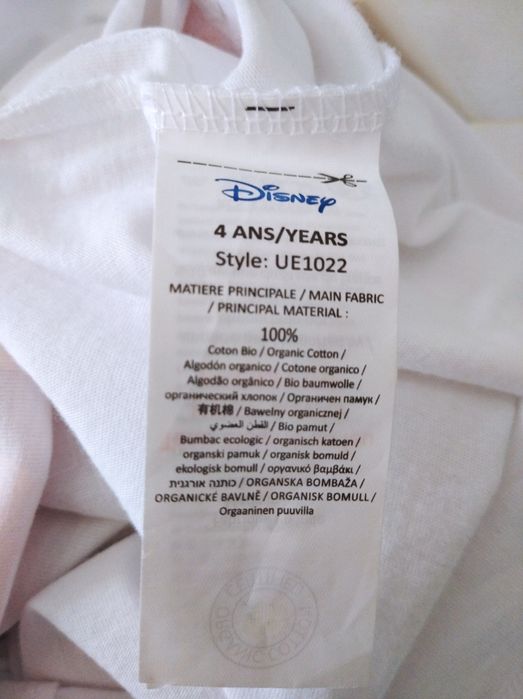 Disney
4 ANS/YEARS
Style: UE1022
MATIERE PRINCIPALE / MAIN FABRIC
/ PRINCIPAL MATERIAL :
100%
Coton Bio / Organic Cotton /
Algodón organico / Cotone organico /
Algodão orgânico / Bio baumwolle /
органический хлопок / Органичен памук /
有机棉 / Bawelny organicznej /
القطن العضوي / Bio pamut /
Bumbac ecologic / organisch katoen /
organski pamuk / organisk bomuld /
ekologisk bomull / οργανικό βαμβάκι /
כותנה אורגנית / ORGANSKA BOMBAŽA /
ORGANICKÉ BAVLNĚ / ORGANISK BOMULL /
Orgaaninen puuvilla